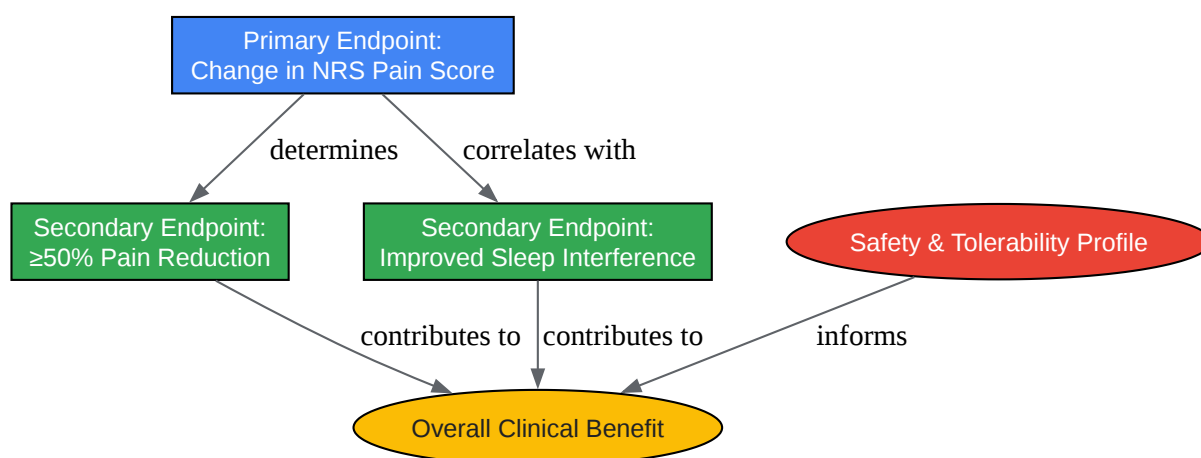 Primary Endpoint:
Change in NRS Pain Score
determines
correlates with
Secondary Endpoint:
≥50% Pain Reduction
Secondary Endpoint:
Improved Sleep Interference
Safety & Tolerability Profile
contributes to
contributes to
informs
Overall Clinical Benefit